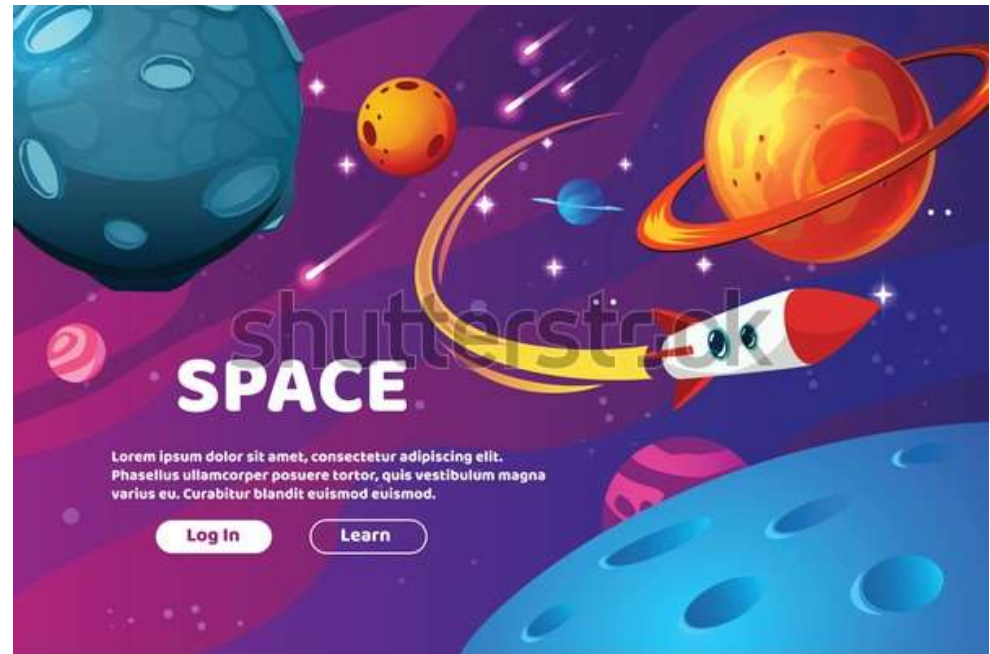 shutterstock
SPACE
Lorem ipsum dolor sit amet, consectetur adipiscing elit.
Phasellus ullamcorper posuere tortor, quis vestibulum magna
varius eu. Curabitur blandit euismod euismod.
Log In
Learn